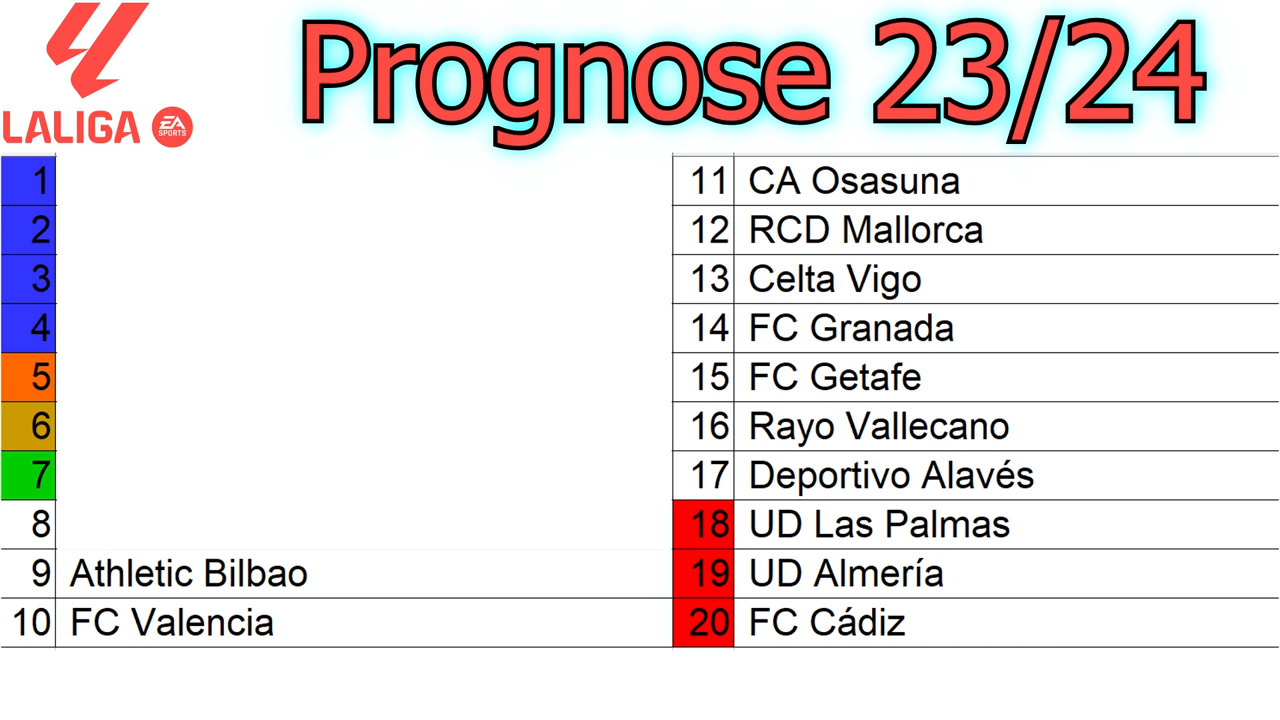 Prognose 23/24
LALIGA
EA
SPORTS
1
2
3
4
5
6
7
8
9 Athletic Bilbao
10 FC Valencia
11 CA Osasuna
12 RCD Mallorca
13 Celta Vigo
14 FC Granada
15 FC Getafe
16 Rayo Vallecano
17 Deportivo Alavés
18 UD Las Palmas
19 UD Almería
20 FC Cádiz